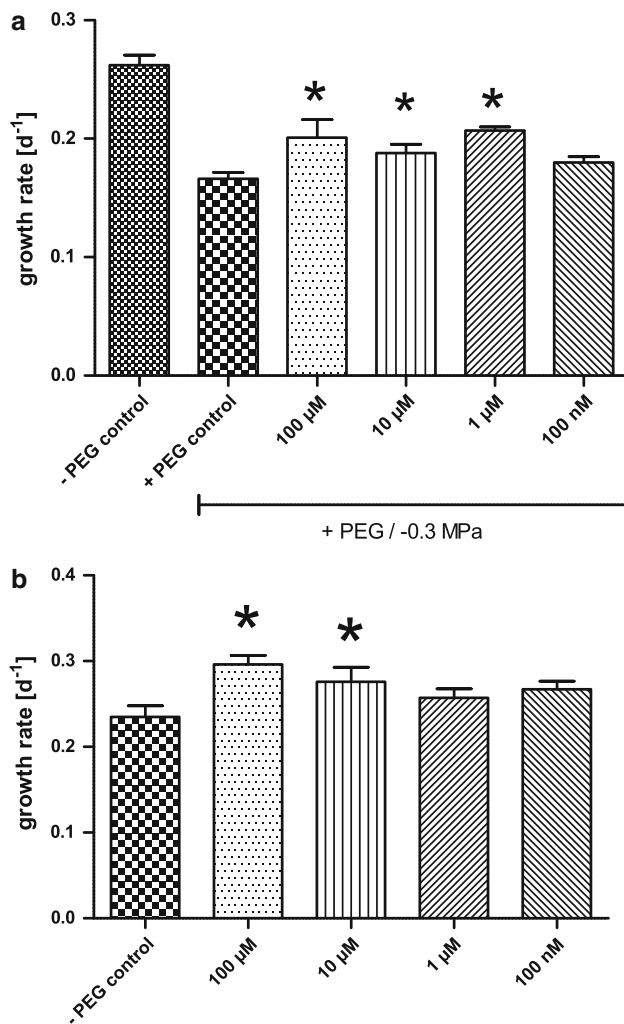 a
growth rate [d⁻¹]
0.3
0.2
0.1
0.0
*
*
*
- PEG control
+ PEG control
100 µM
10 µM
1 µM
100 nM
+ PEG / -0.3 MPa
b
growth rate [d⁻¹]
0.4
0.3
0.2
0.1
0.0
*
*
- PEG control
100 µM
10 µM
1 µM
100 nM